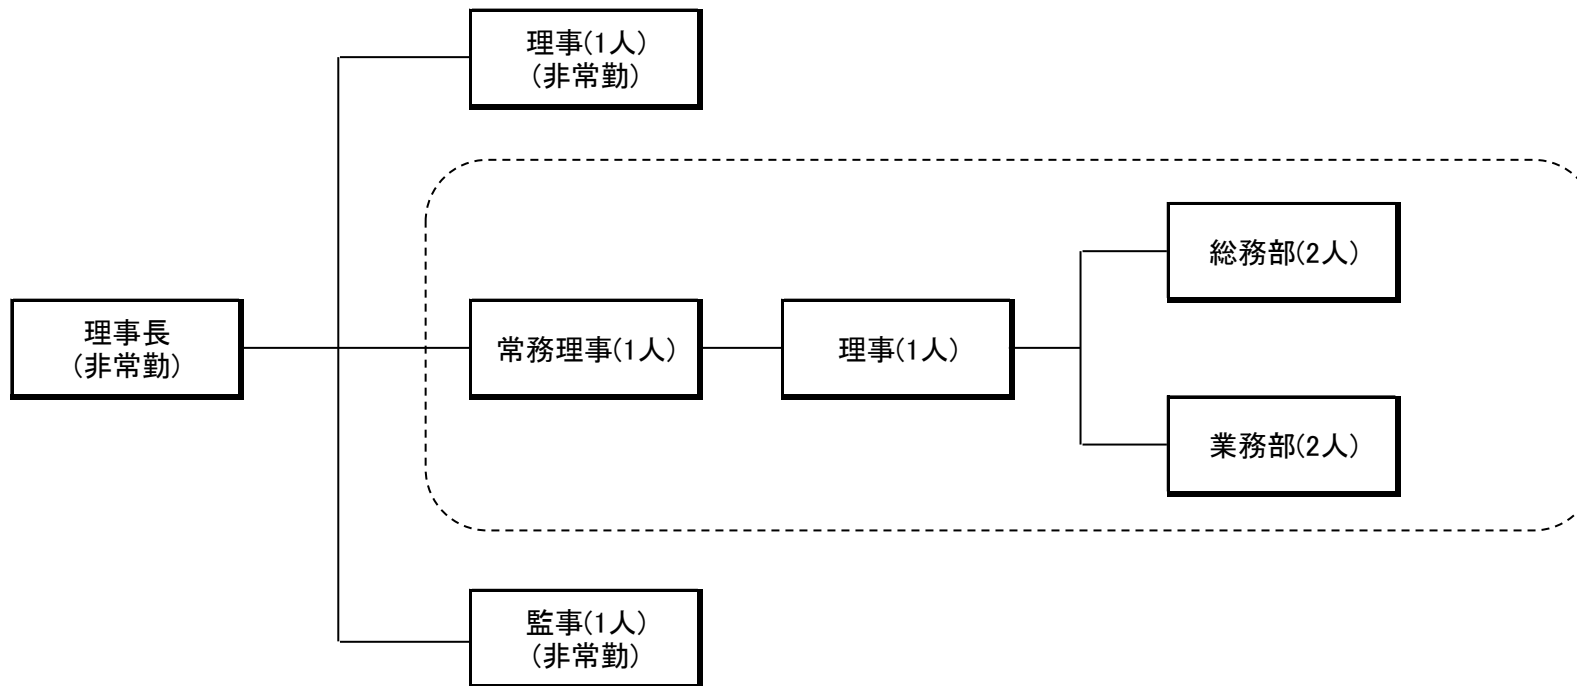 理事(1人)
(非常勤)
総務部(2人)
理事長
(非常勤)
常務理事(1人)
理事(1人)
業務部(2人)
監事(1人)
(非常勤)